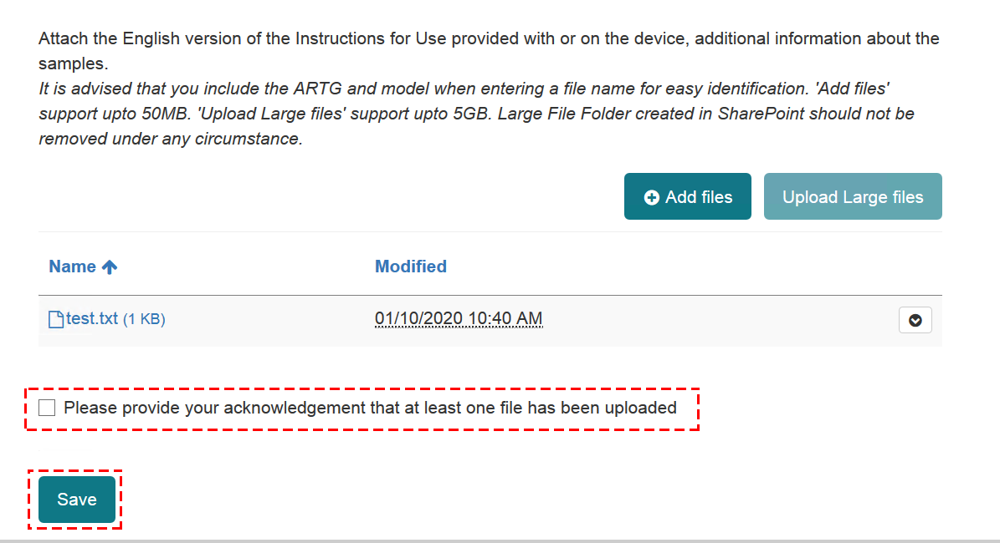 Attach the English version of the Instructions for Use provided with or on the device, additional information about the
samples.
It is advised that you include the ARTG and model when entering a file name for easy identification. 'Add files'
support upto 50MB. 'Upload Large files' support upto 5GB. Large File Folder created in SharePoint should not be
removed under any circumstance.
Add files Upload Large files
Name Modified
test.txt (1 KB) 01/10/2020 10:40 AM
Please provide your acknowledgement that at least one file has been uploaded
Save